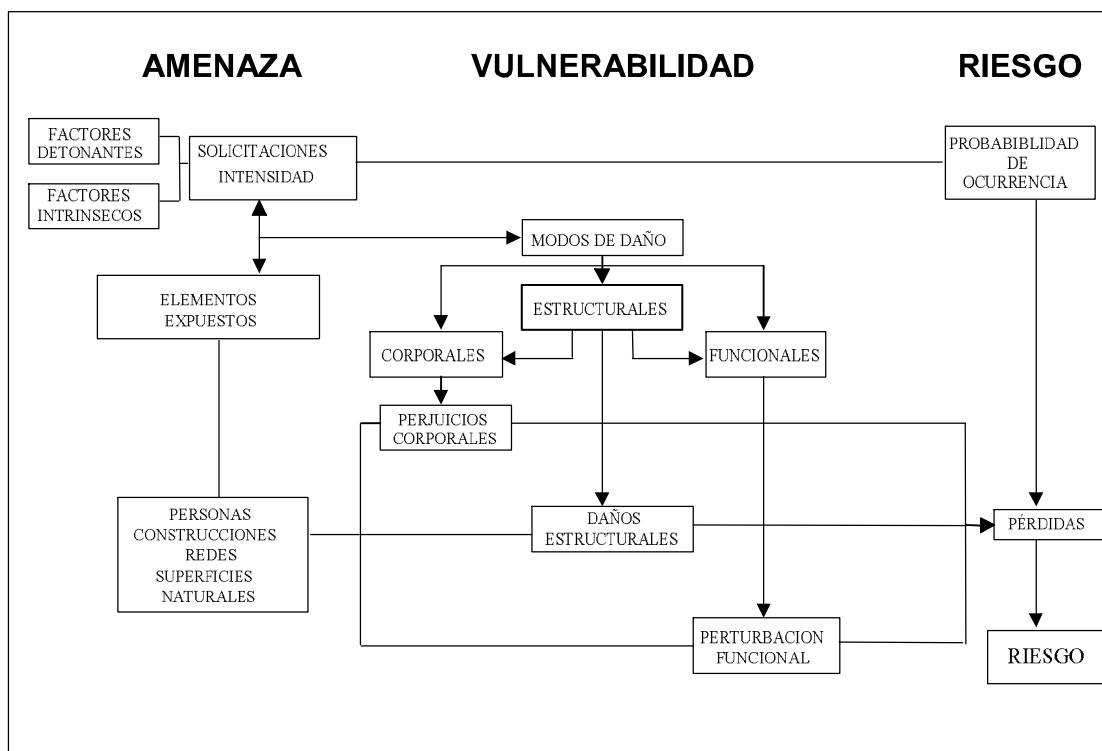 AMENAZA
VULNERABILIDAD
RIESGO
FACTORES
DETONANTES
SOLICITACIONES
INTENSIDAD
FACTORES
INTRINSECOS
PROBABIBLIDAD
DE
OCURRENCIA
MODOS DE DAÑO
ELEMENTOS
EXPUESTOS
ESTRUCTURALES
CORPORALES
FUNCIONALES
PERJUICIOS
CORPORALES
PERSONAS
CONSTRUCCIONES
REDES
SUPERFICIES
NATURALES
DAÑOS
ESTRUCTURALES
PÉRDIDAS
PERTURBACION
FUNCIONAL
RIESGO